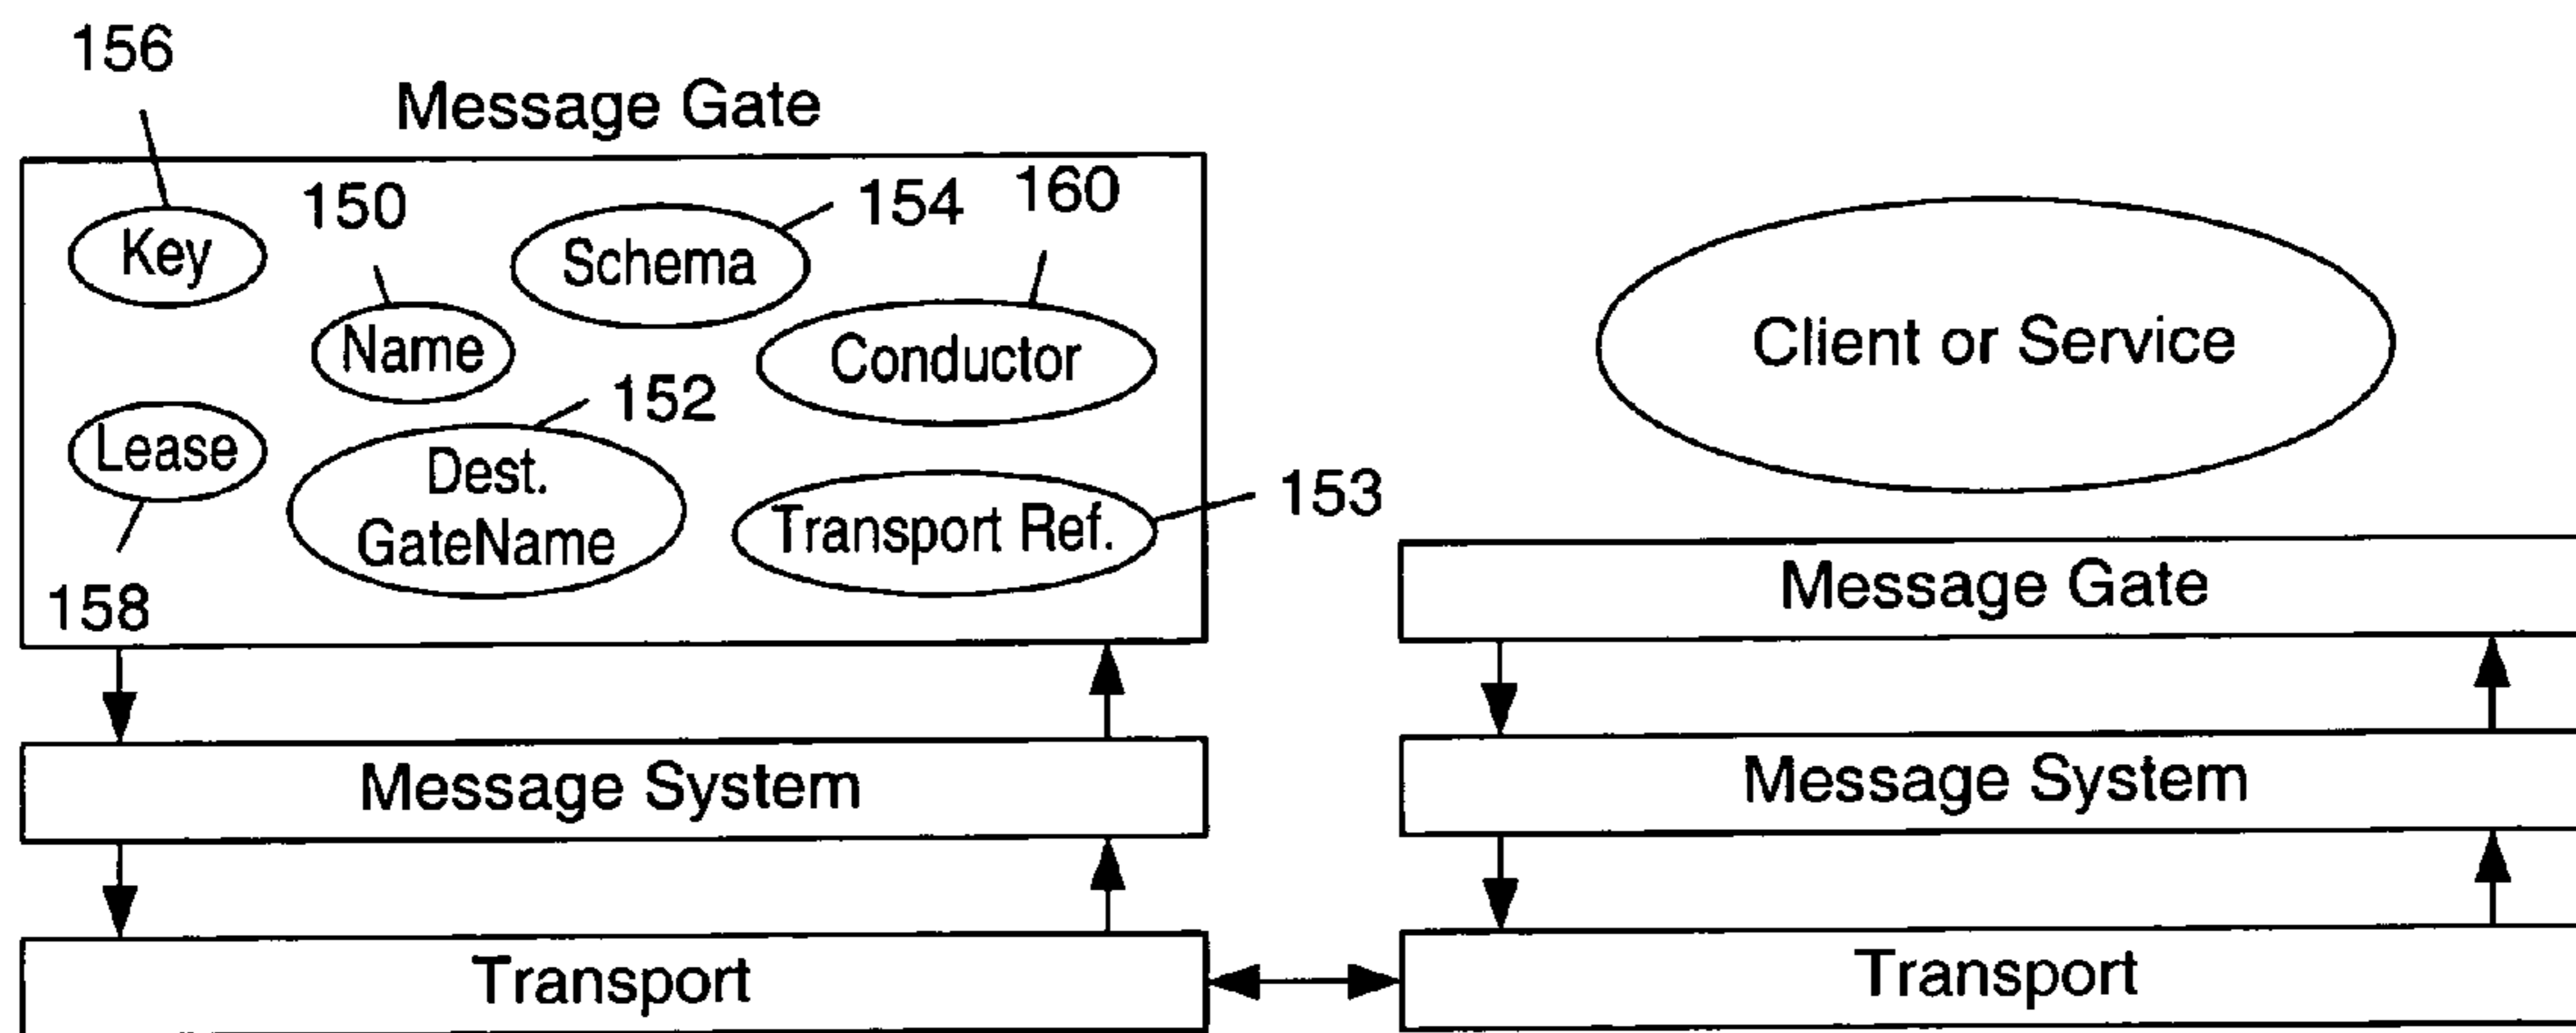 156
Message Gate
150
154
160
Key
Schema
Name
Conductor
152
Lease
Dest.
GateName
Transport Ref.
153
158
Client or Service
Message Gate
Message System
Message System
Transport
Transport